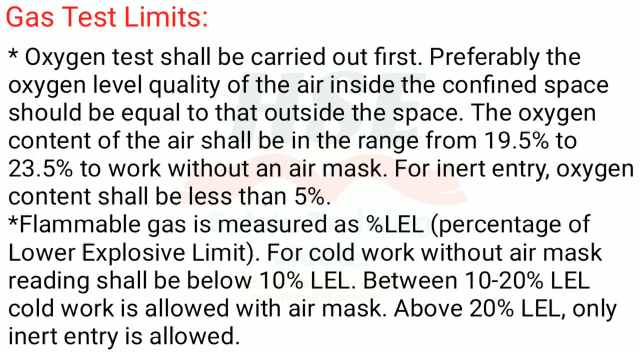 Gas Test Limits:
* Oxygen test shall be carried out first. Preferably the
oxygen level quality of the air inside the confined space
should be equal to that outside the space. The oxygen
content of the air shall be in the range from 19.5% to
23.5% to work without an air mask. For inert entry, oxygen
content shall be less than 5%.
*Flammable gas is measured as %LEL (percentage of
Lower Explosive Limit). For cold work without air mask
reading shall be below 10% LEL. Between 10-20% LEL
cold work is allowed with air mask. Above 20% LEL, only
inert entry is allowed.
HSE